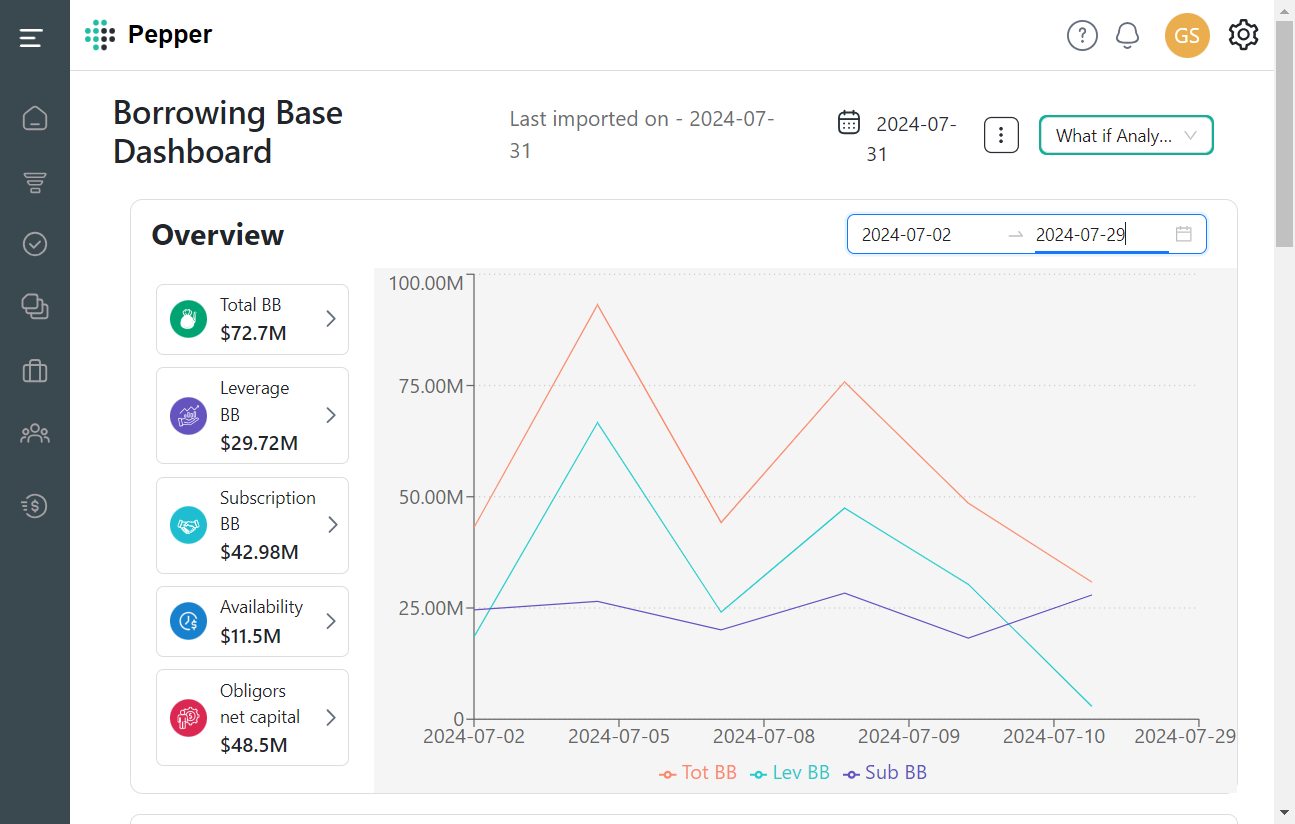 Pepper
?
GS
Borrowing Base
Dashboard
Last imported on - 2024-07-
31
2024-07-
31
What if Analy...
Overview
2024-07-02
2024-07-29
Total BB
$72.7M
Leverage
BB
$29.72M
Subscription
BB
$42.98M
Availability
$11.5M
Obligors
net capital
$48.5M
100.00M
75.00M
50.00M
25.00M
0
2024-07-02 2024-07-05 2024-07-08 2024-07-09 2024-07-10 2024-07-29
Tot BB Lev BB Sub BB